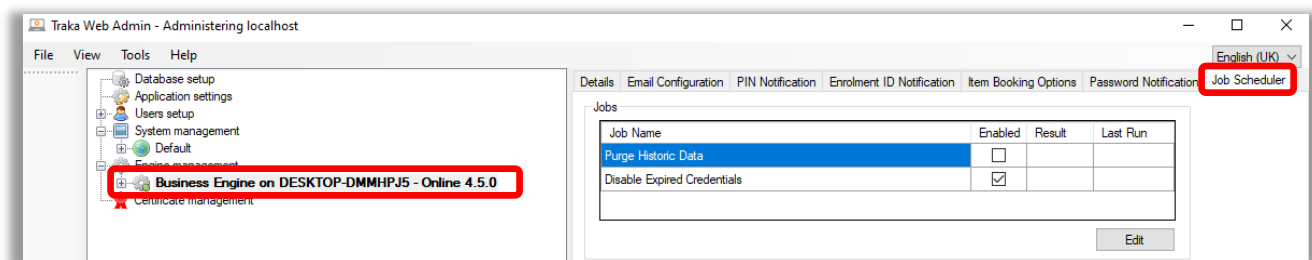 Traka Web Admin - Administering localhost
File View Tools Help
English (UK)
Database setup
Application settings
Users setup
System management
Default
Engine management
Business Engine on DESKTOP-DMMHPJ5 - Online 4.5.0
Certificate management
Details Email Configuration PIN Notification Enrolment ID Notification Item Booking Options Password Notification Job Scheduler
Jobs
Job Name Enabled Result Last Run
Purge Historic Data
Disable Expired Credentials
Edit